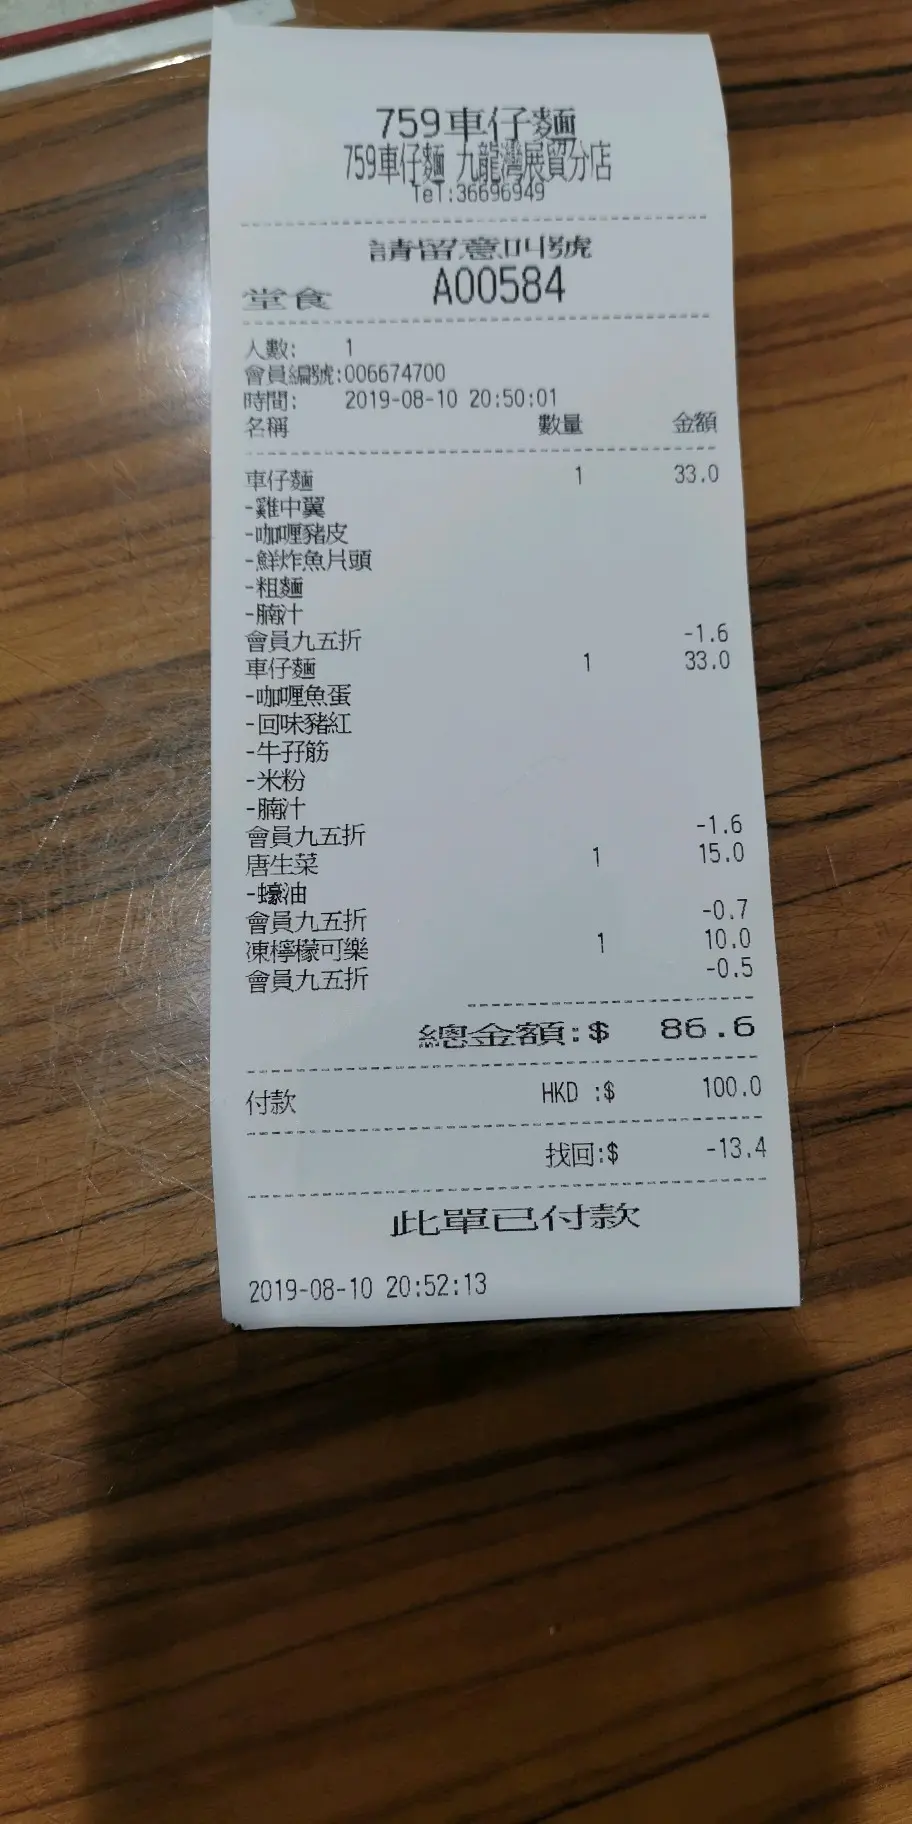 759車仔麵
759車仔麵 九龍灣展貿分店
Tel:36696949
請留意叫號
堂食 A00584
人數: 1
會員編號:006674700
時間: 2019-08-10 20:50:01
名稱 數量 金額
車仔麵 1 33.0
-雞中翼
-咖喱豬皮
-鮮炸魚片頭
-粗麵
-腩汁
會員九五折 -1.6
車仔麵 1 33.0
-咖喱魚蛋
-回味豬紅
-牛孖筋
-米粉
-腩汁
會員九五折 -1.6
唐生菜 1 15.0
-蠔油
會員九五折 -0.7
凍檸檬可樂 1 10.0
會員九五折 -0.5
總金額:$ 86.6
付款 HKD :$ 100.0
找回:$ -13.4
此單已付款
2019-08-10 20:52:13